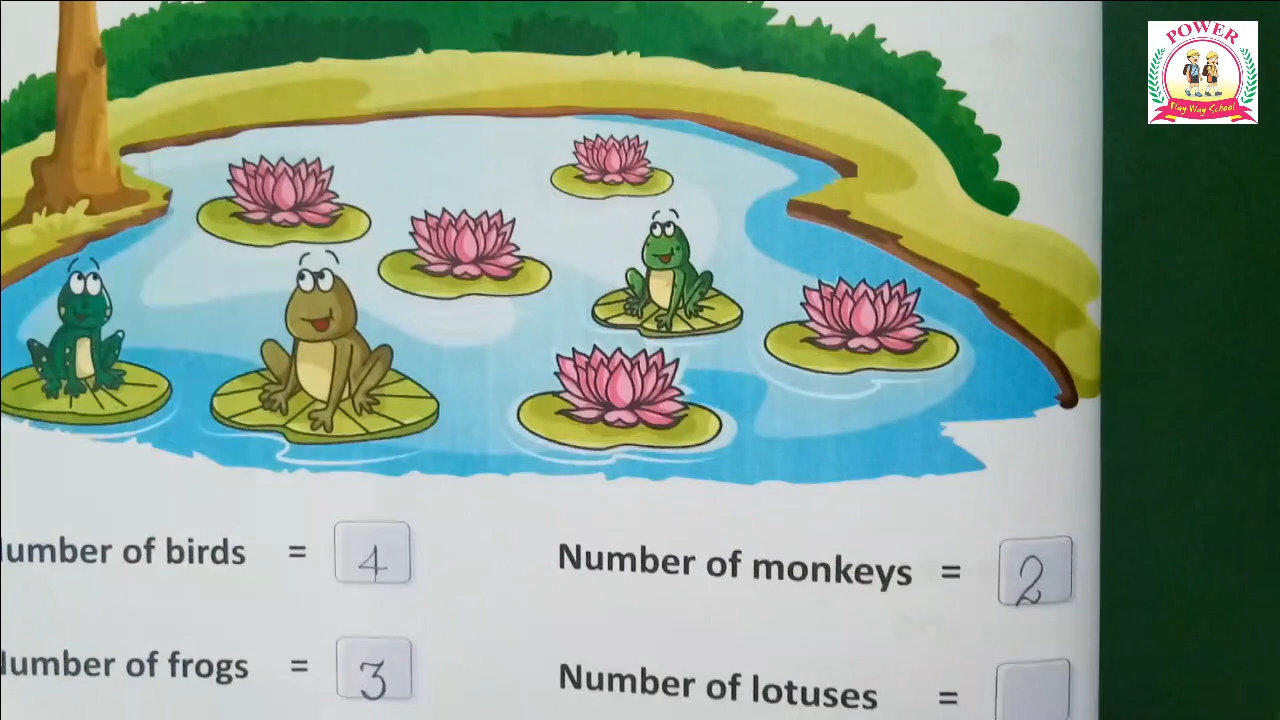 POWER
Play Way School
umber of birds = 4
Number of monkeys = 2
umber of frogs = 3
Number of lotuses =